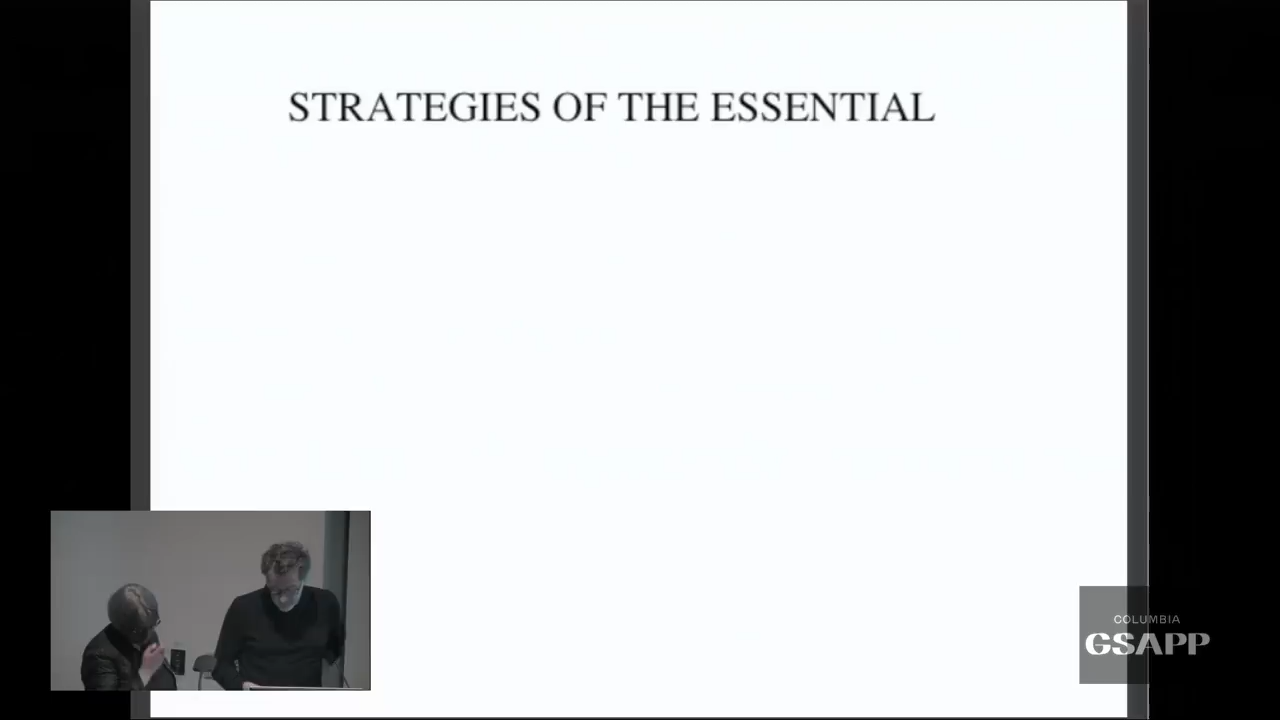 STRATEGIES OF THE ESSENTIAL
COLUMBIA
GSAPP